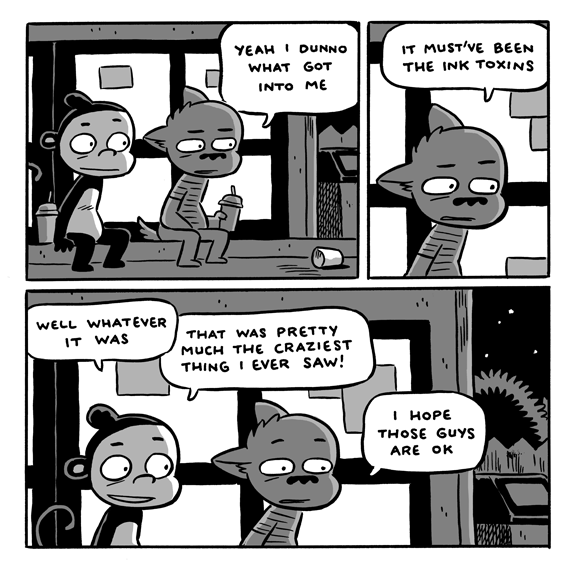 YEAH I DUNNO
WHAT GOT
INTO ME
IT MUST'VE BEEN
THE INK TOXINS
WELL WHATEVER
IT WAS
THAT WAS PRETTY
MUCH THE CRAZIEST
THING I EVER SAW!
I HOPE
THOSE GUYS
ARE OK